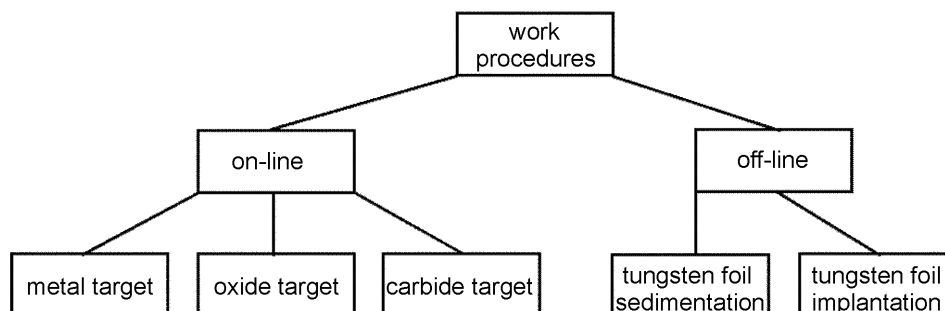 work
procedures
on-line
off-line
metal target
oxide target
carbide target
tungsten foil
sedimentation
tungsten foil
implantation